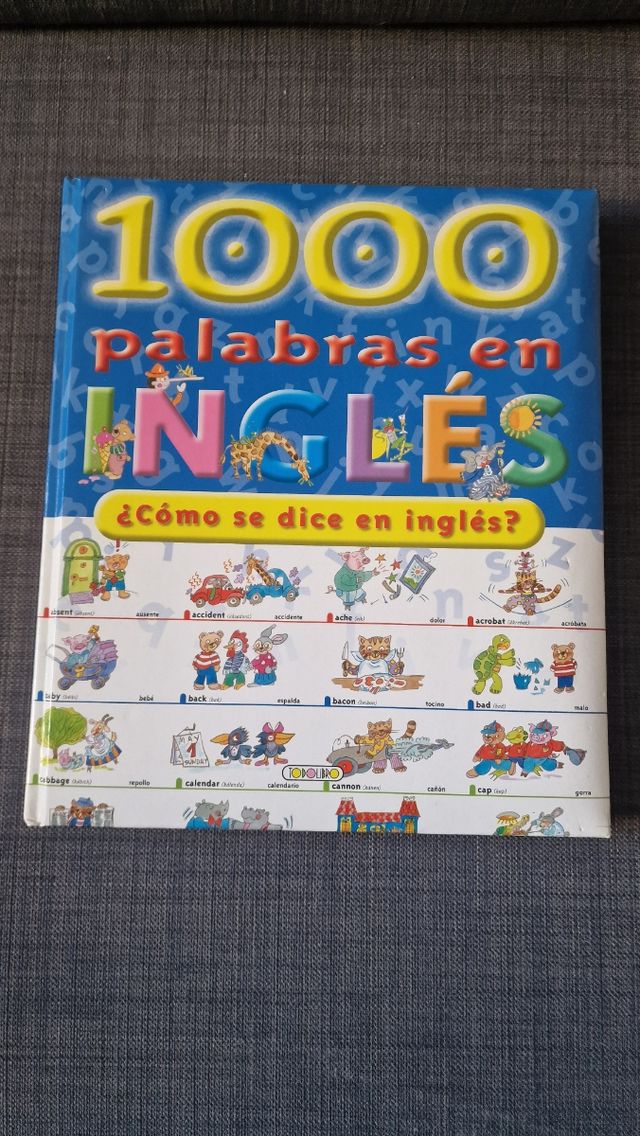 1000
palabras en
INGLÉS
¿Cómo se dice en inglés?
absent ausente accident accidente ache dolor acrobat acróbata
baby bebé back espalda bacon tocino bad malo
MAY
1
SUNDAY
TODOLIBRO
cabbage repollo calendar calendario cannon cañón cap gorra